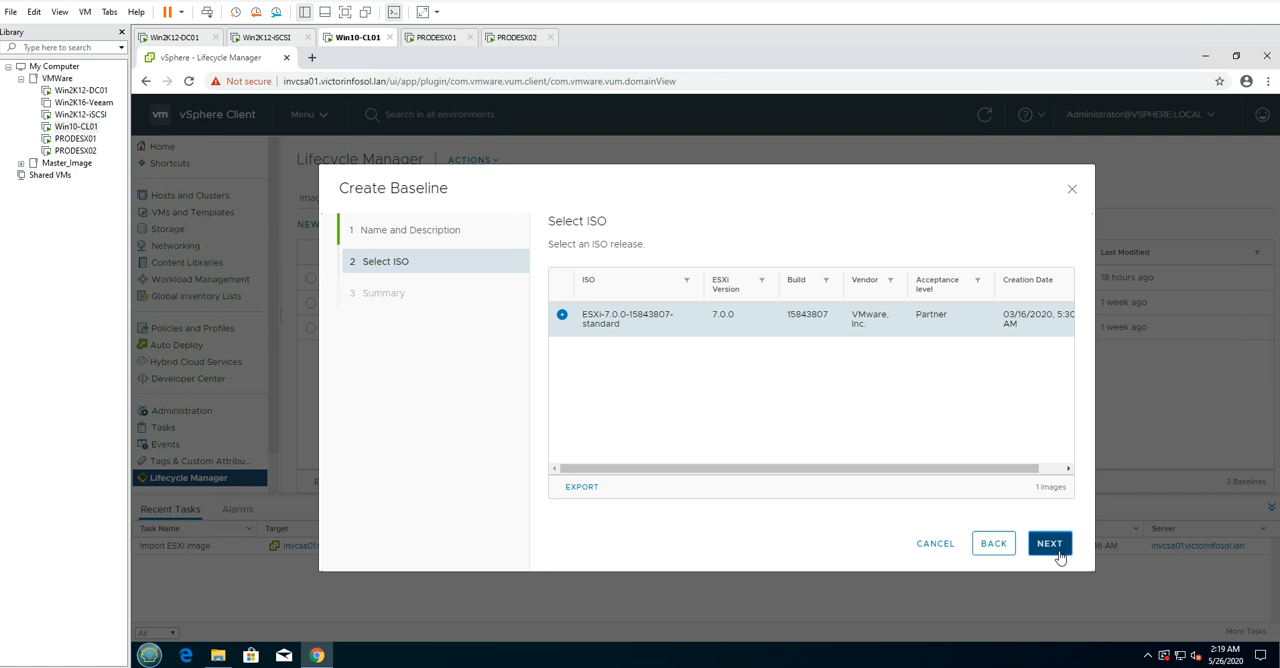 File Edit View VM Tabs Help
Library
Type here to search
My Computer
VMWare
Win2K12-DC01
Win2K16-Veeam
Win2K12-iSCSI
Win10-CL01
PRODESX01
PRODESX02
Master_Image
Shared VMs
Win2K12-DC01 Win2K12-iSCSI Win10-CL01 PRODESX01 PRODESX02
vSphere - Lifecycle Manager
Not secure invcsa01.victorinfosol.lan/ui/app/plugin/com.vmware.vum.client/com.vmware.vum.domainView
vm vSphere Client Menu Search in all environments Administrator@VSPHERE.LOCAL
Home
Shortcuts
Hosts and Clusters
VMs and Templates
Storage
Networking
Content Libraries
Workload Management
Global Inventory Lists
Policies and Profiles
Auto Deploy
Hybrid Cloud Services
Developer Center
Administration
Tasks
Events
Tags & Custom Attribu...
Lifecycle Manager
Lifecycle Manager ACTIONS
Ima
NEW
Last Modified
18 hours ago
1 week ago
1 week ago
3 Baselines
Create Baseline
1 Name and Description
2 Select ISO
3 Summary
Select ISO
Select an ISO release.
ISO ESXi Version Build Vendor Acceptance level Creation Date
ESXi-7.0.0-15843807-standard 7.0.0 15843807 VMware, Inc. Partner 03/16/2020, 5:30 AM
EXPORT 1 Images
CANCEL BACK NEXT
Recent Tasks Alarms
Task Name Target Server
Import ESXi Image invcsa01 46 AM invcsa01.victorinfosol.lan
All More Tasks
2:19 AM
5/26/2020